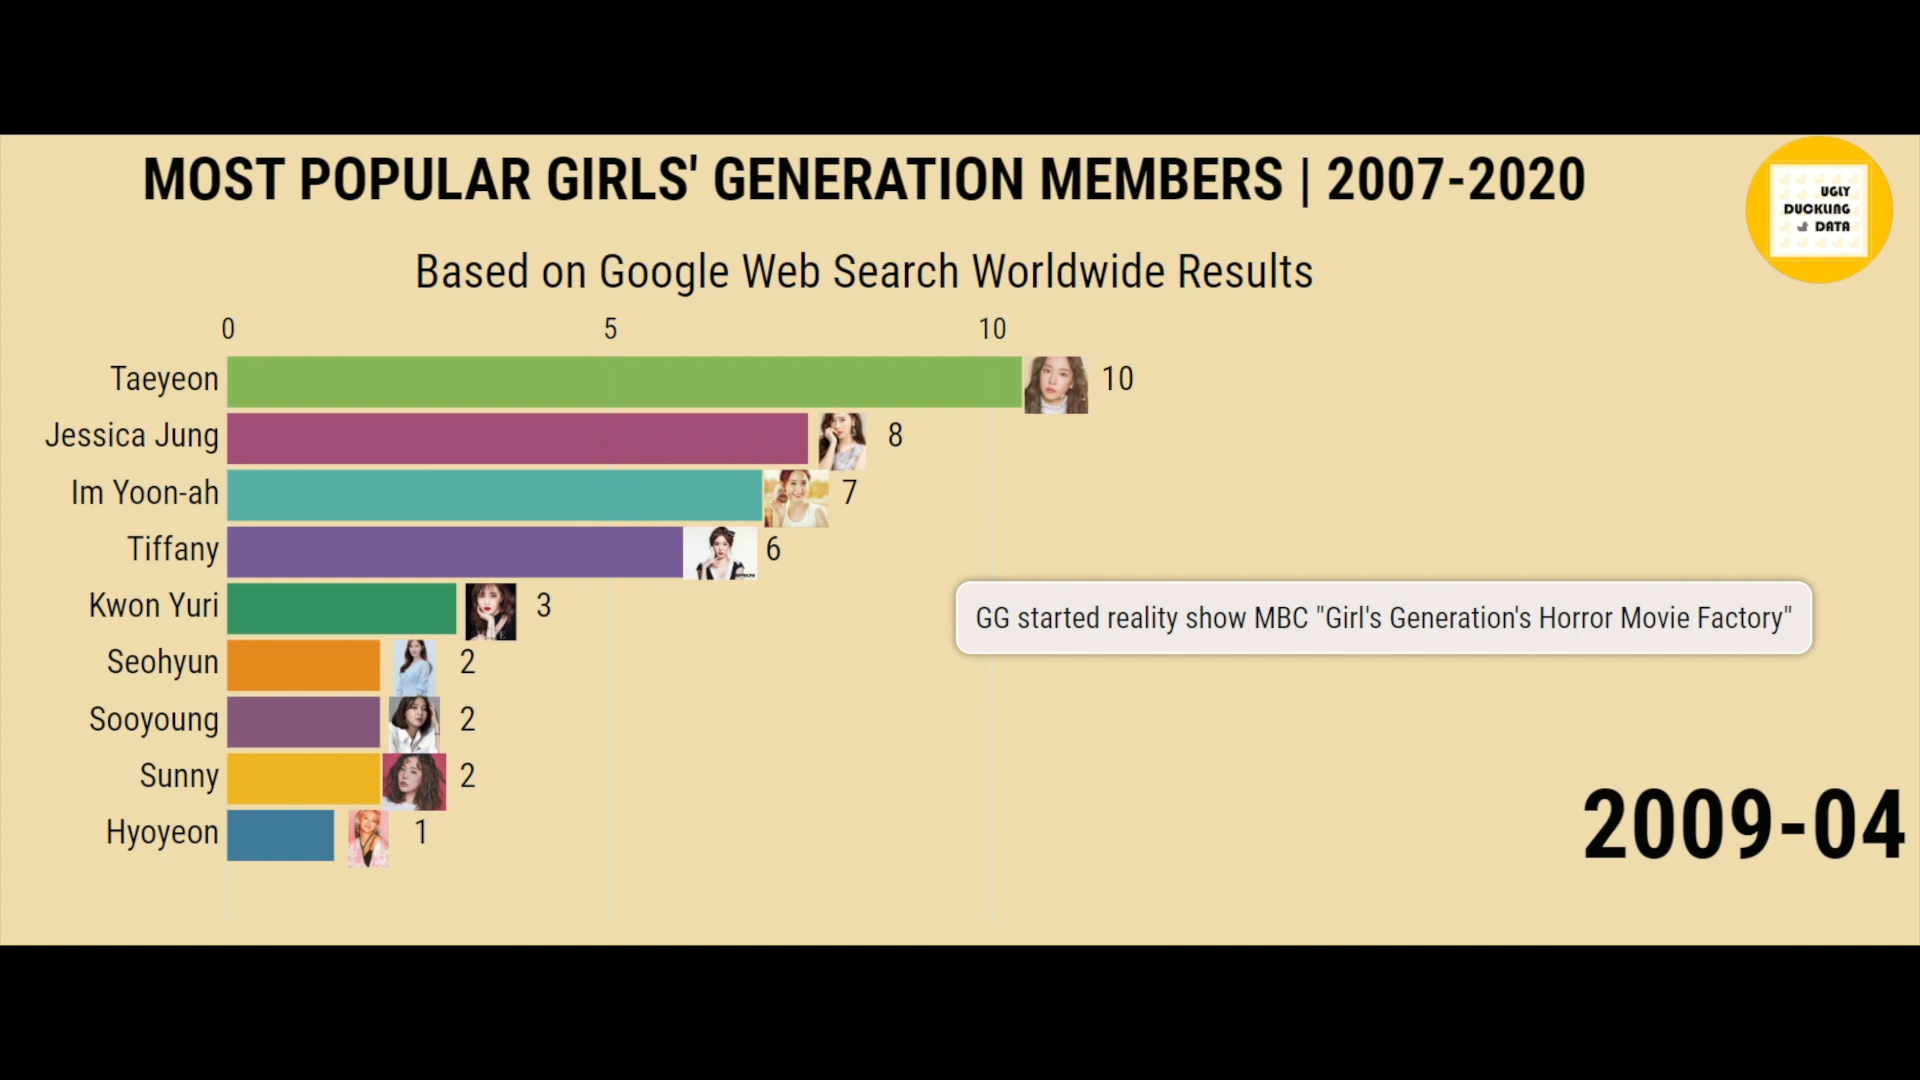 MOST POPULAR GIRLS' GENERATION MEMBERS | 2007-2020
UGLY
DUCKLING
DATA
Based on Google Web Search Worldwide Results
0 5 10
Taeyeon 10
Jessica Jung 8
Im Yoon-ah 7
Tiffany 6
Kwon Yuri 3
GG started reality show MBC "Girl's Generation's Horror Movie Factory"
Seohyun 2
Sooyoung 2
Sunny 2
Hyoyeon 1
2009-04